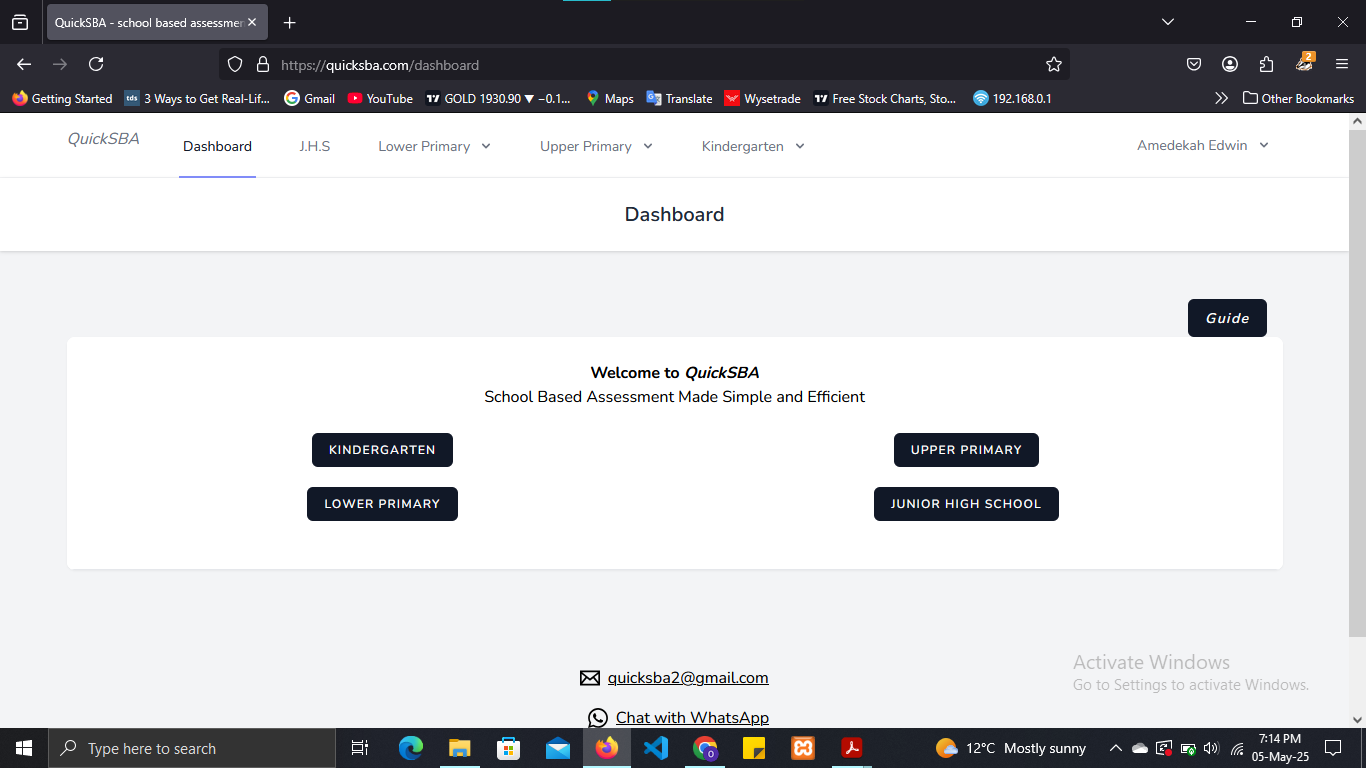 QuickSBA - school based assessmen
https://quicksba.com/dashboard
2
Getting Started
tds 3 Ways to Get Real-Lif...
Gmail
YouTube
GOLD 1930.90 ▼ −0.1...
Maps
Translate
Wysetrade
Free Stock Charts, Sto...
192.168.0.1
Other Bookmarks
QuickSBA
Dashboard
J.H.S
Lower Primary
Upper Primary
Kindergarten
Amedekah Edwin
Dashboard
Guide
Welcome to QuickSBA
School Based Assessment Made Simple and Efficient
KINDERGARTEN
UPPER PRIMARY
LOWER PRIMARY
JUNIOR HIGH SCHOOL
quicksba2@gmail.com
Chat with WhatsApp
Activate Windows
Go to Settings to activate Windows.
Type here to search
12°C Mostly sunny
7:14 PM
05-May-25